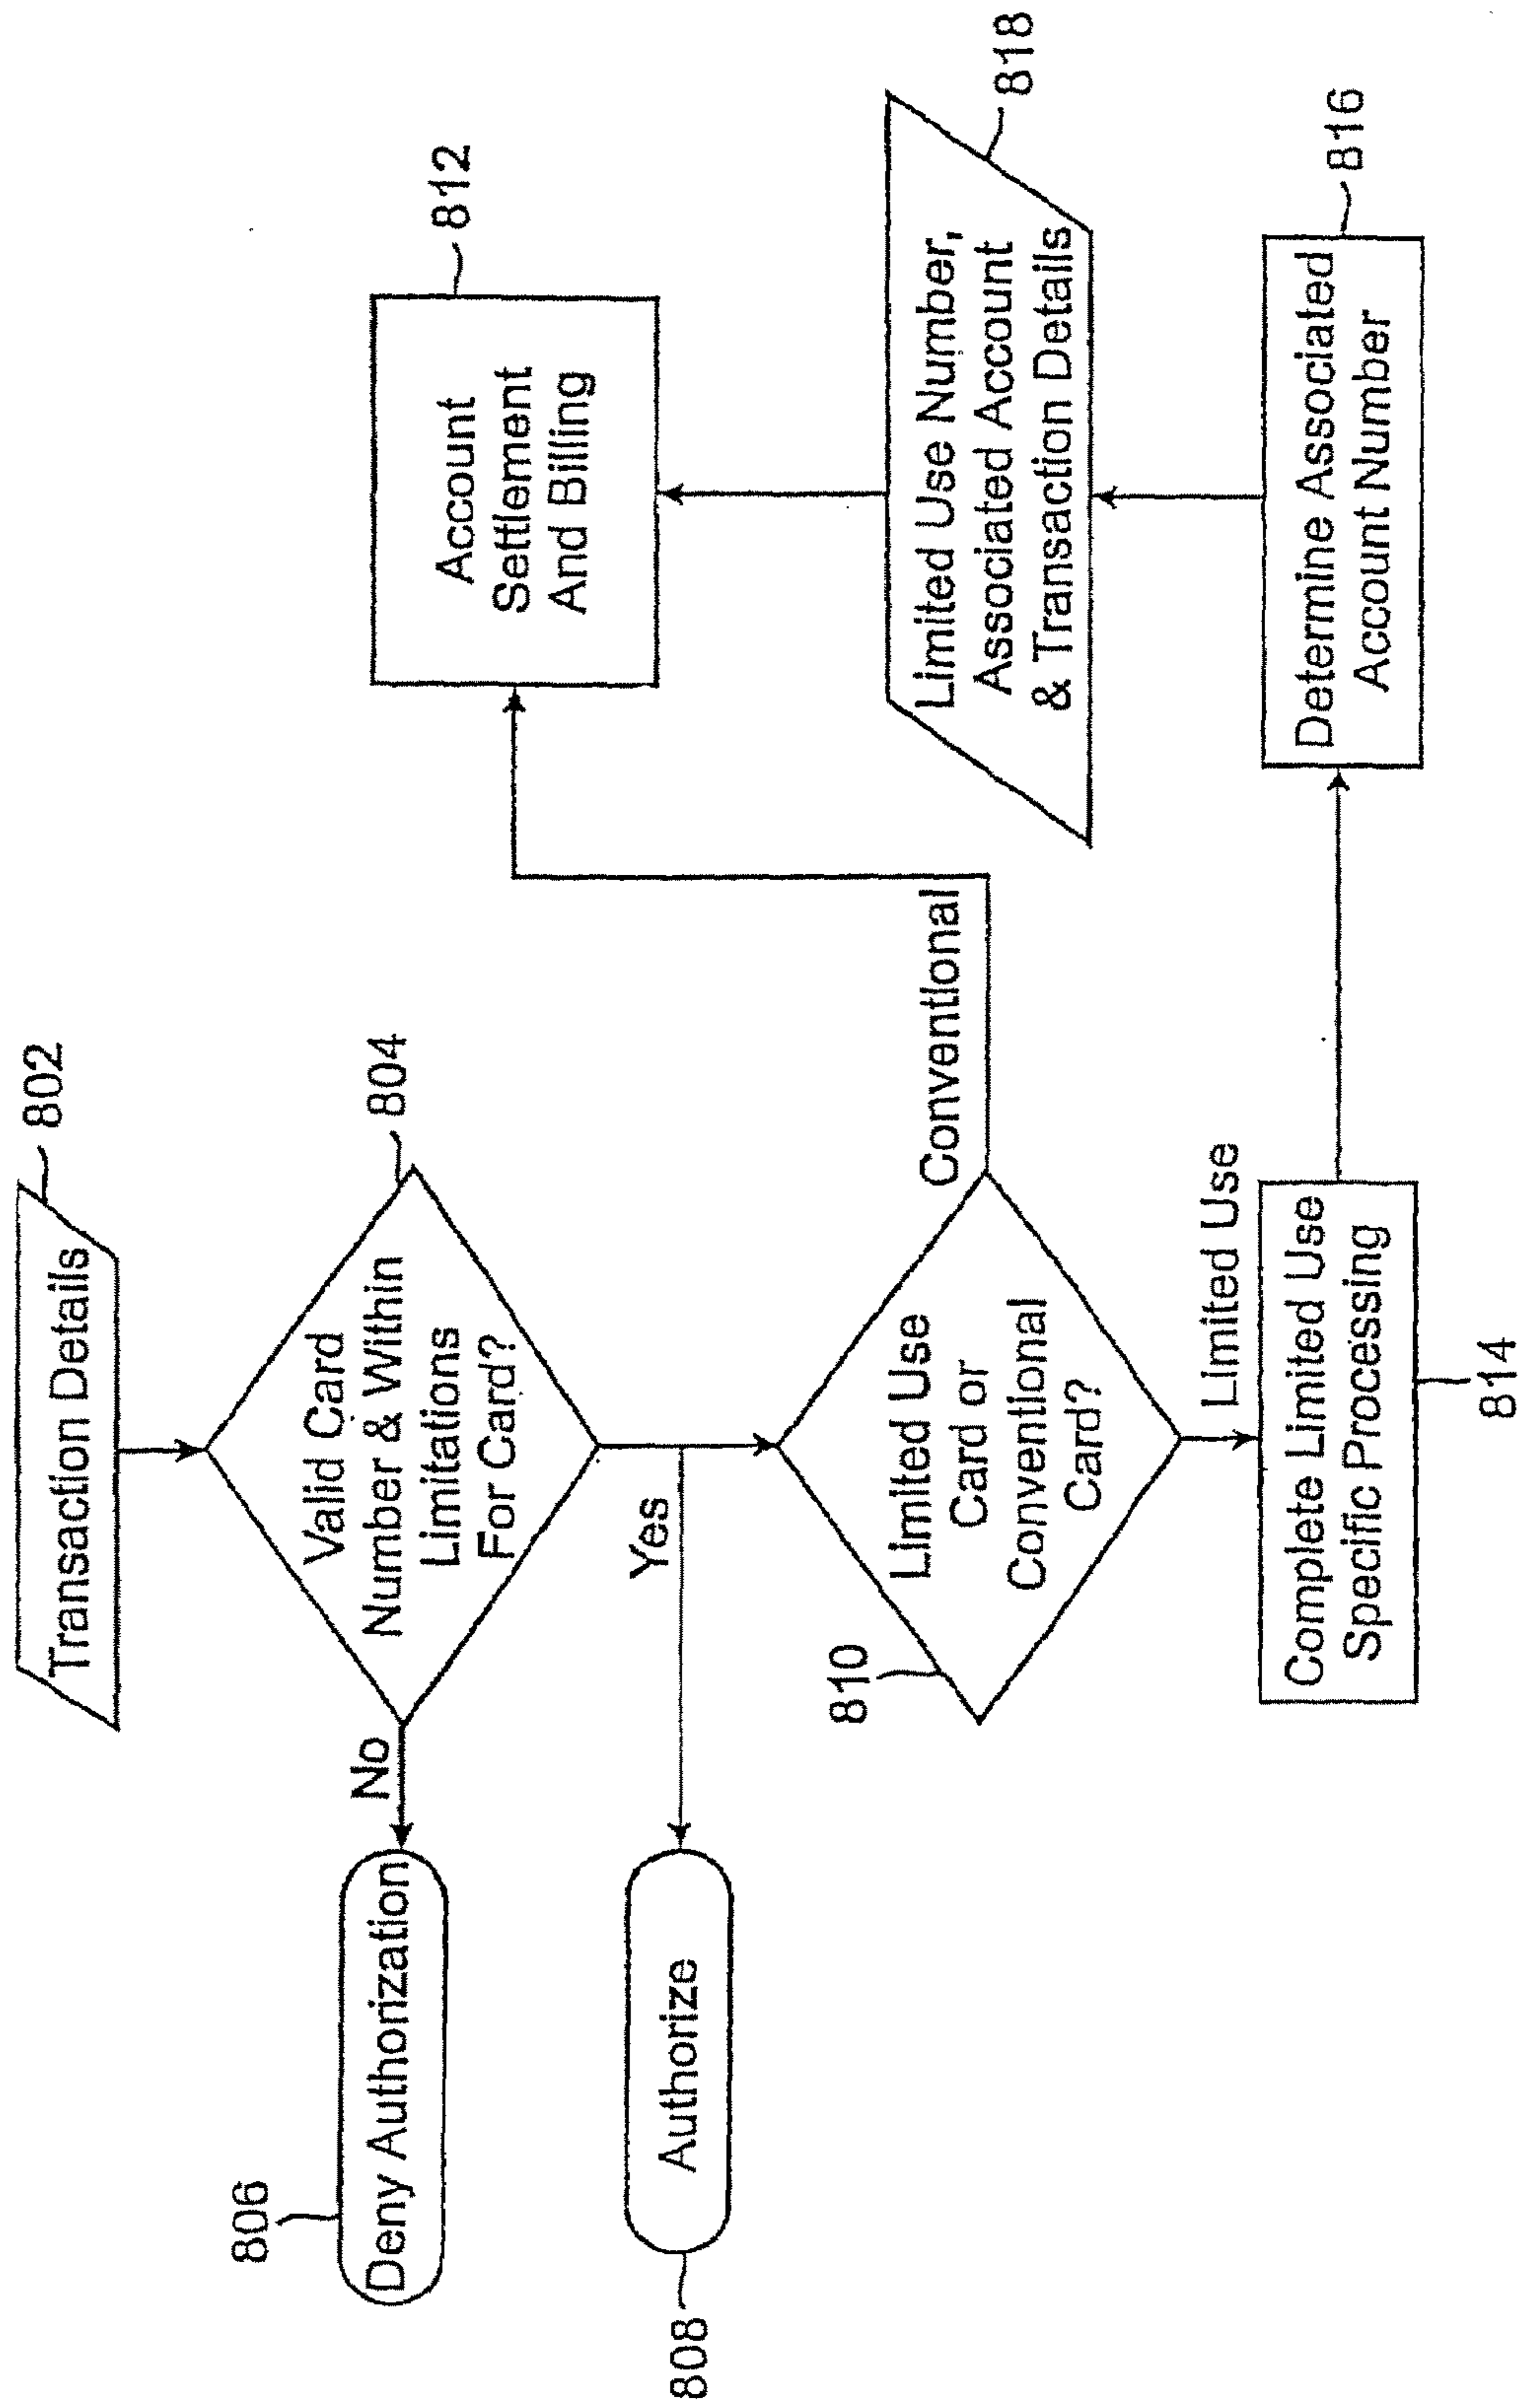 802
Transaction Details
804
Valid Card
Number & Within
Limitations
For Card?
No
806
Deny Authorization
Yes
808
Authorize
810
Limited Use
Card or
Conventional
Card?
Conventional
812
Account
Settlement
And Billing
Limited Use
Complete Limited Use
Specific Processing
814
Determine Associated
Account Number
816
Limited Use Number,
Associated Account
& Transaction Details
818